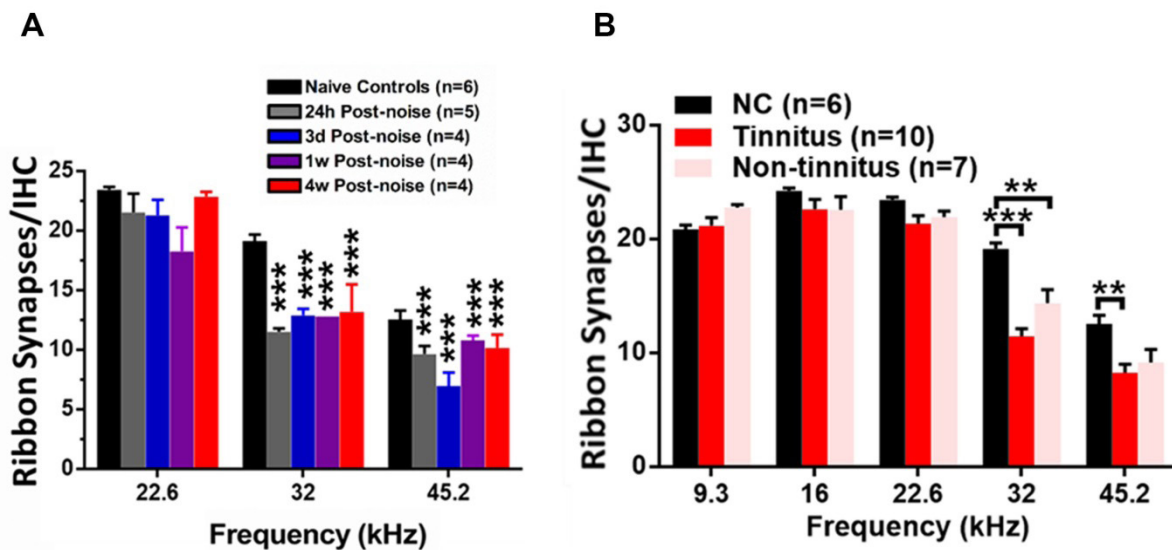 A
Naive Controls (n=6)
24h Post-noise (n=5)
3d Post-noise (n=4)
1w Post-noise (n=4)
4w Post-noise (n=4)
Ribbon Synapses/IHC
25
20
15
10
5
0
***
***
***
***
***
***
***
***
22.6 32 45.2
Frequency (kHz)
B
NC (n=6)
Tinnitus (n=10)
Non-tinnitus (n=7)
Ribbon Synapses/IHC
30
20
10
0
**
***
**
9.3 16 22.6 32 45.2
Frequency (kHz)